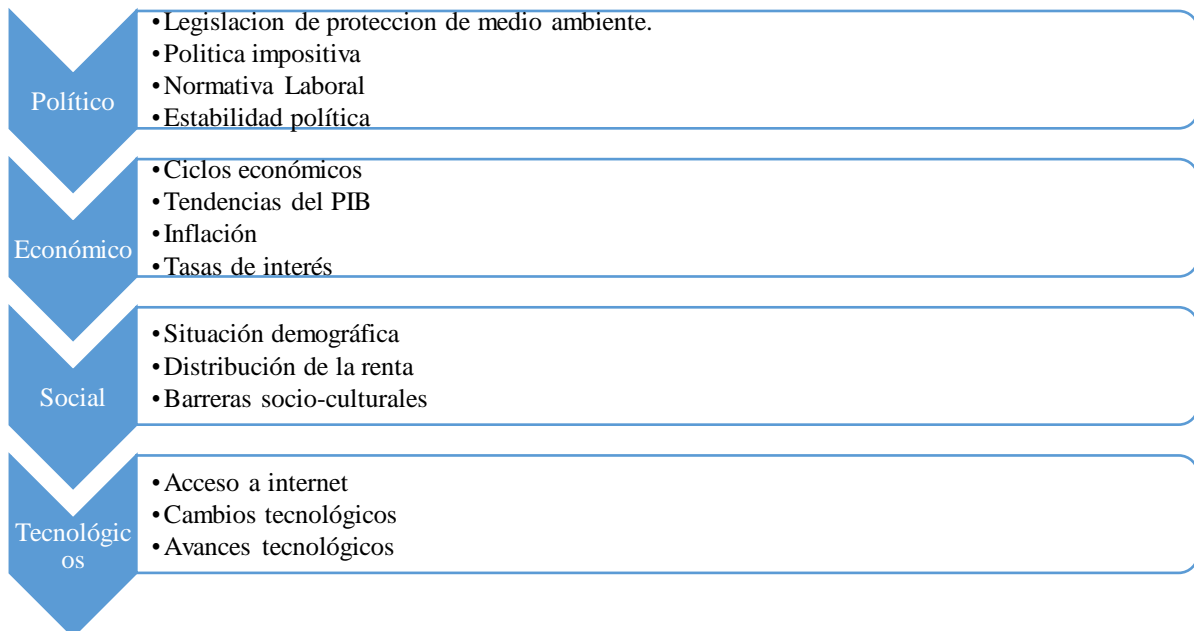 Político
•Legislacion de proteccion de medio ambiente.
•Politica impositiva
•Normativa Laboral
•Estabilidad política
Económico
•Ciclos económicos
•Tendencias del PIB
•Inflación
•Tasas de interés
Social
•Situación demográfica
•Distribución de la renta
•Barreras socio-culturales
Tecnológic
os
•Acceso a internet
•Cambios tecnológicos
•Avances tecnológicos